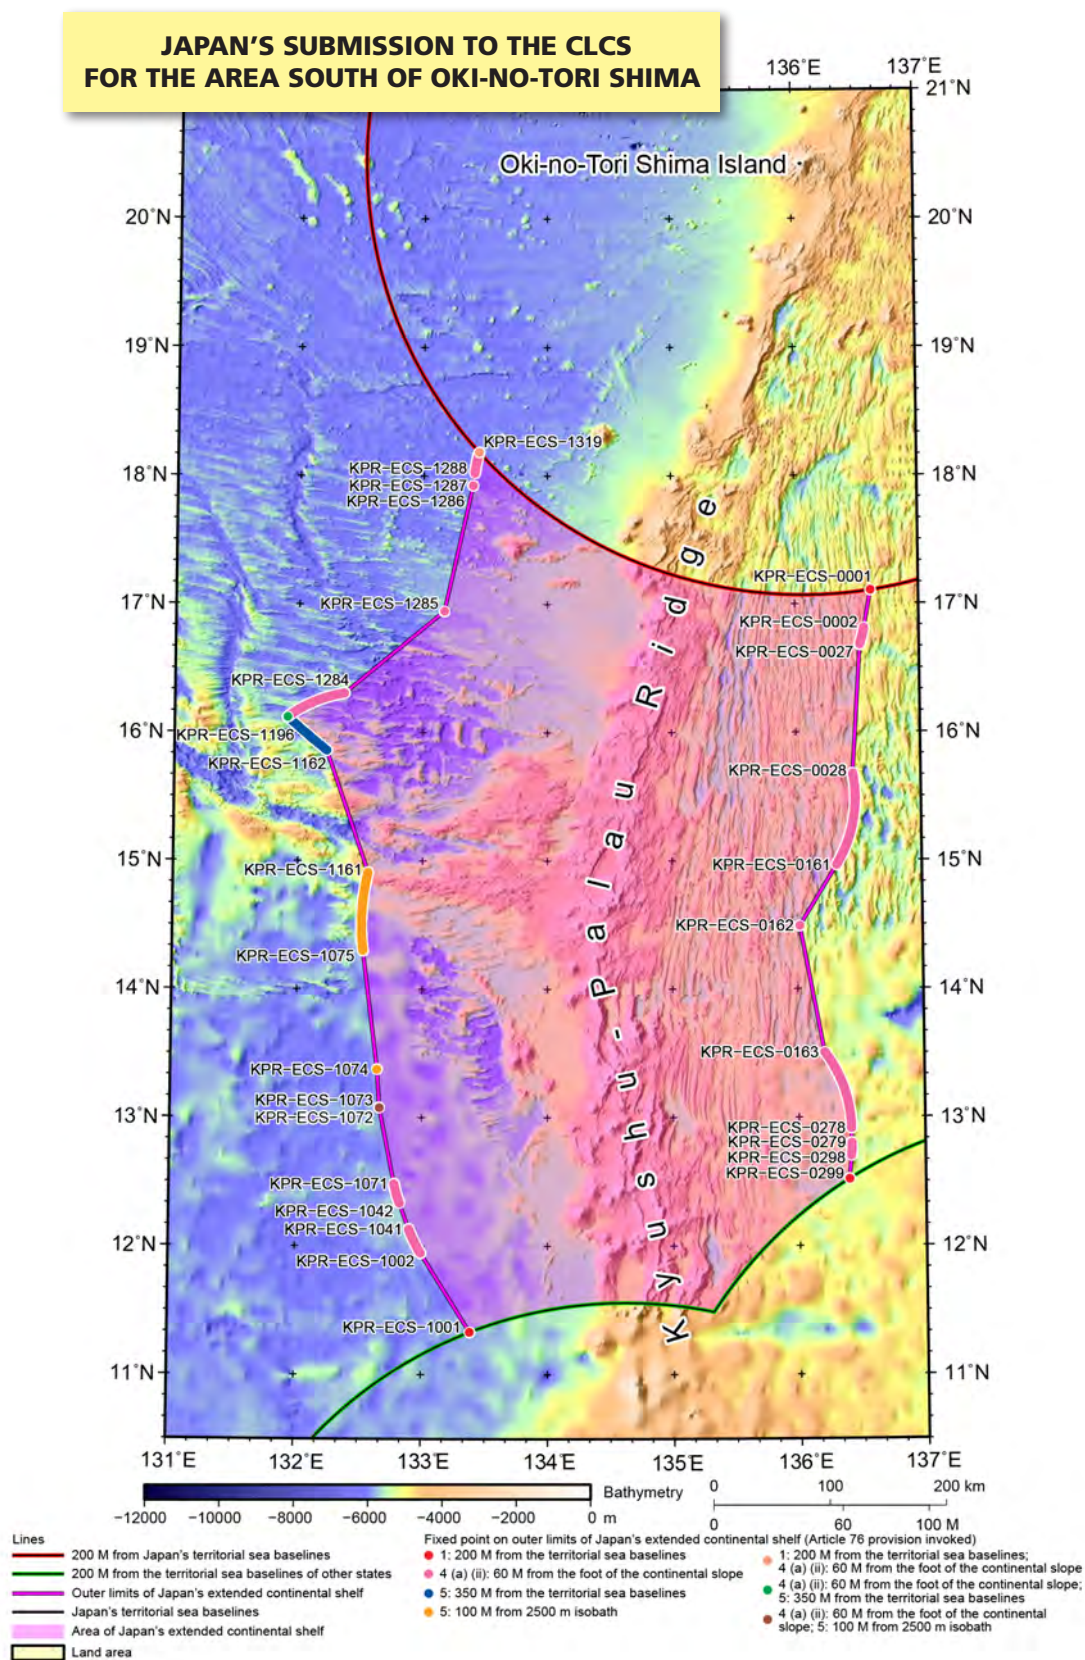 JAPAN'S SUBMISSION TO THE CLCS
FOR THE AREA SOUTH OF OKI-NO-TORI SHIMA
136˚E
137˚E
21˚N
Oki-no-Tori Shima Island
20˚N
20˚N
19˚N
19˚N
KPR-ECS-1319
18˚N
KPR-ECS-1288
18˚N
KPR-ECS-1287
KPR-ECS-1286
KPR-ECS-0001
17˚N
KPR-ECS-1285
17˚N
KPR-ECS-0002
KPR-ECS-0027
KPR-ECS-1284
16˚N
KPR-ECS-1196
16˚N
KPR-ECS-1162
KPR-ECS-0028
15˚N
KPR-ECS-1161
KPR-ECS-0161
15˚N
KPR-ECS-0162
KPR-ECS-1075
14˚N
14˚N
Kyushu-Palau Ridge
KPR-ECS-0163
KPR-ECS-1074
KPR-ECS-1073
13˚N
KPR-ECS-1072
13˚N
KPR-ECS-0278
KPR-ECS-0279
KPR-ECS-0298
KPR-ECS-0299
KPR-ECS-1071
KPR-ECS-1042
KPR-ECS-1041
12˚N
12˚N
KPR-ECS-1002
KPR-ECS-1001
11˚N
11˚N
131˚E
132˚E
133˚E
134˚E
135˚E
136˚E
137˚E
Bathymetry
−12000 −10000 −8000 −6000 −4000 −2000 0 m
0 100 200 km
0 60 100 M
Lines
200 M from Japan's territorial sea baselines
200 M from the territorial sea baselines of other states
Outer limits of Japan's extended continental shelf
Japan's territorial sea baselines
Area of Japan's extended continental shelf
Land area
Fixed point on outer limits of Japan's extended continental shelf (Article 76 provision invoked)
1: 200 M from the territorial sea baselines
4 (a) (ii): 60 M from the foot of the continental slope
5: 350 M from the territorial sea baselines
5: 100 M from 2500 m isobath
1: 200 M from the territorial sea baselines;
4 (a) (ii): 60 M from the foot of the continental slope
4 (a) (ii): 60 M from the foot of the continental slope;
5: 350 M from the territorial sea baselines
4 (a) (ii): 60 M from the foot of the continental
slope; 5: 100 M from 2500 m isobath